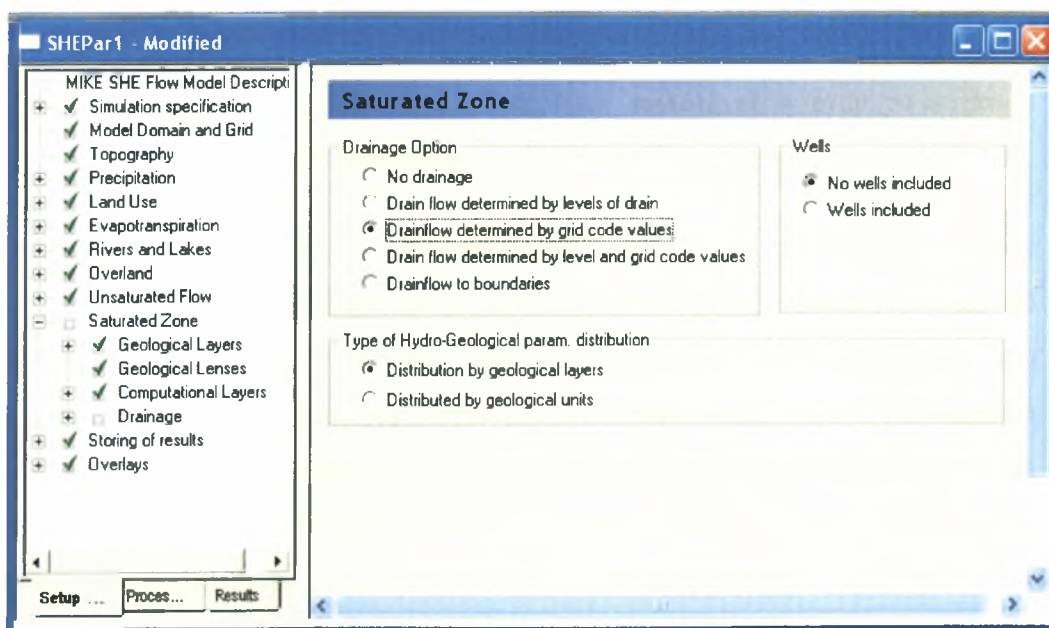 SHEPar1 - Modified
MIKE SHE Flow Model Descripti
Simulation specification
Model Domain and Grid
Topography
Precipitation
Land Use
Evapotranspiration
Rivers and Lakes
Overland
Unsaturated Flow
Saturated Zone
Geological Layers
Geological Lenses
Computational Layers
Drainage
Storing of results
Overlays
Setup ...
Proces...
Results
Saturated Zone
Drainage Option
No drainage
Drain flow determined by levels of drain
Drainflow determined by grid code values
Drain flow determined by level and grid code values
Drainflow to boundaries
Wells
No wells included
Wells included
Type of Hydro-Geological param. distribution
Distribution by geological layers
Distributed by geological units